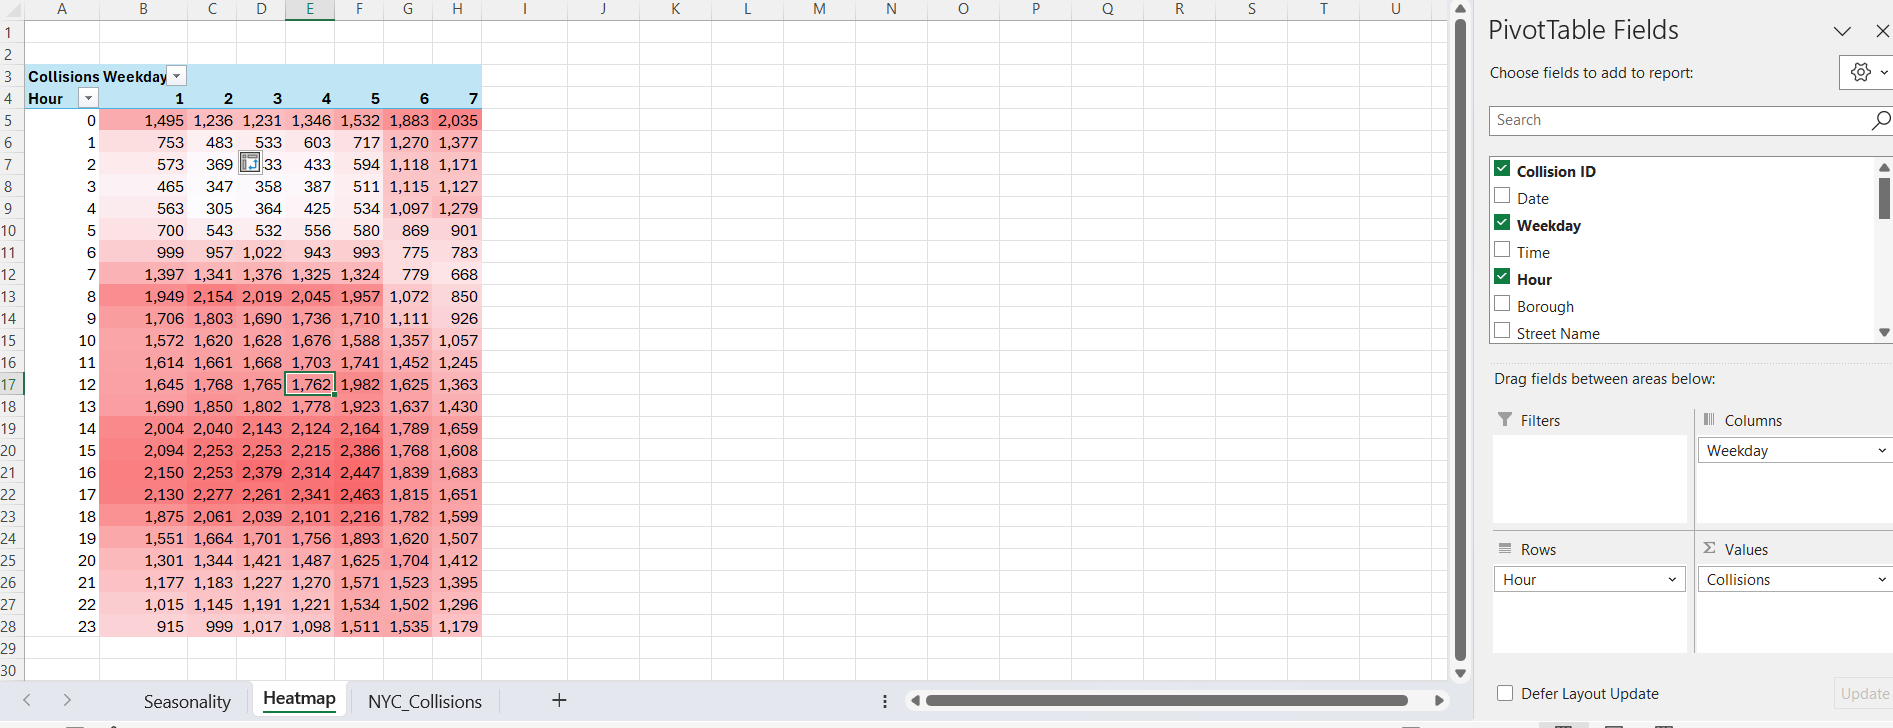 A B C D E F G H I J K L M N O P Q R S T U
1
2
3 Collisions Weekday
4 Hour 1 2 3 4 5 6 7
5 0 1,495 1,236 1,231 1,346 1,532 1,883 2,035
6 1 753 483 533 603 717 1,270 1,377
7 2 573 369 33 433 594 1,118 1,171
8 3 465 347 358 387 511 1,115 1,127
9 4 563 305 364 425 534 1,097 1,279
10 5 700 543 532 556 580 869 901
11 6 999 957 1,022 943 993 775 783
12 7 1,397 1,341 1,376 1,325 1,324 779 668
13 8 1,949 2,154 2,019 2,045 1,957 1,072 850
14 9 1,706 1,803 1,690 1,736 1,710 1,111 926
15 10 1,572 1,620 1,628 1,676 1,588 1,357 1,057
16 11 1,614 1,661 1,668 1,703 1,741 1,452 1,245
17 12 1,645 1,768 1,765 1,762 1,982 1,625 1,363
18 13 1,690 1,850 1,802 1,778 1,923 1,637 1,430
19 14 2,004 2,040 2,143 2,124 2,164 1,789 1,659
20 15 2,094 2,253 2,253 2,215 2,386 1,768 1,608
21 16 2,150 2,253 2,379 2,314 2,447 1,839 1,683
22 17 2,130 2,277 2,261 2,341 2,463 1,815 1,651
23 18 1,875 2,061 2,039 2,101 2,216 1,782 1,599
24 19 1,551 1,664 1,701 1,756 1,893 1,620 1,507
25 20 1,301 1,344 1,421 1,487 1,625 1,704 1,412
26 21 1,177 1,183 1,227 1,270 1,571 1,523 1,395
27 22 1,015 1,145 1,191 1,221 1,534 1,502 1,296
28 23 915 999 1,017 1,098 1,511 1,535 1,179
29
30
Seasonality Heatmap NYC_Collisions
PivotTable Fields
Choose fields to add to report:
Search
Collision ID
Date
Weekday
Time
Hour
Borough
Street Name
Drag fields between areas below:
Filters
Columns
Weekday
Rows
Hour
Σ Values
Collisions
Defer Layout Update
Update